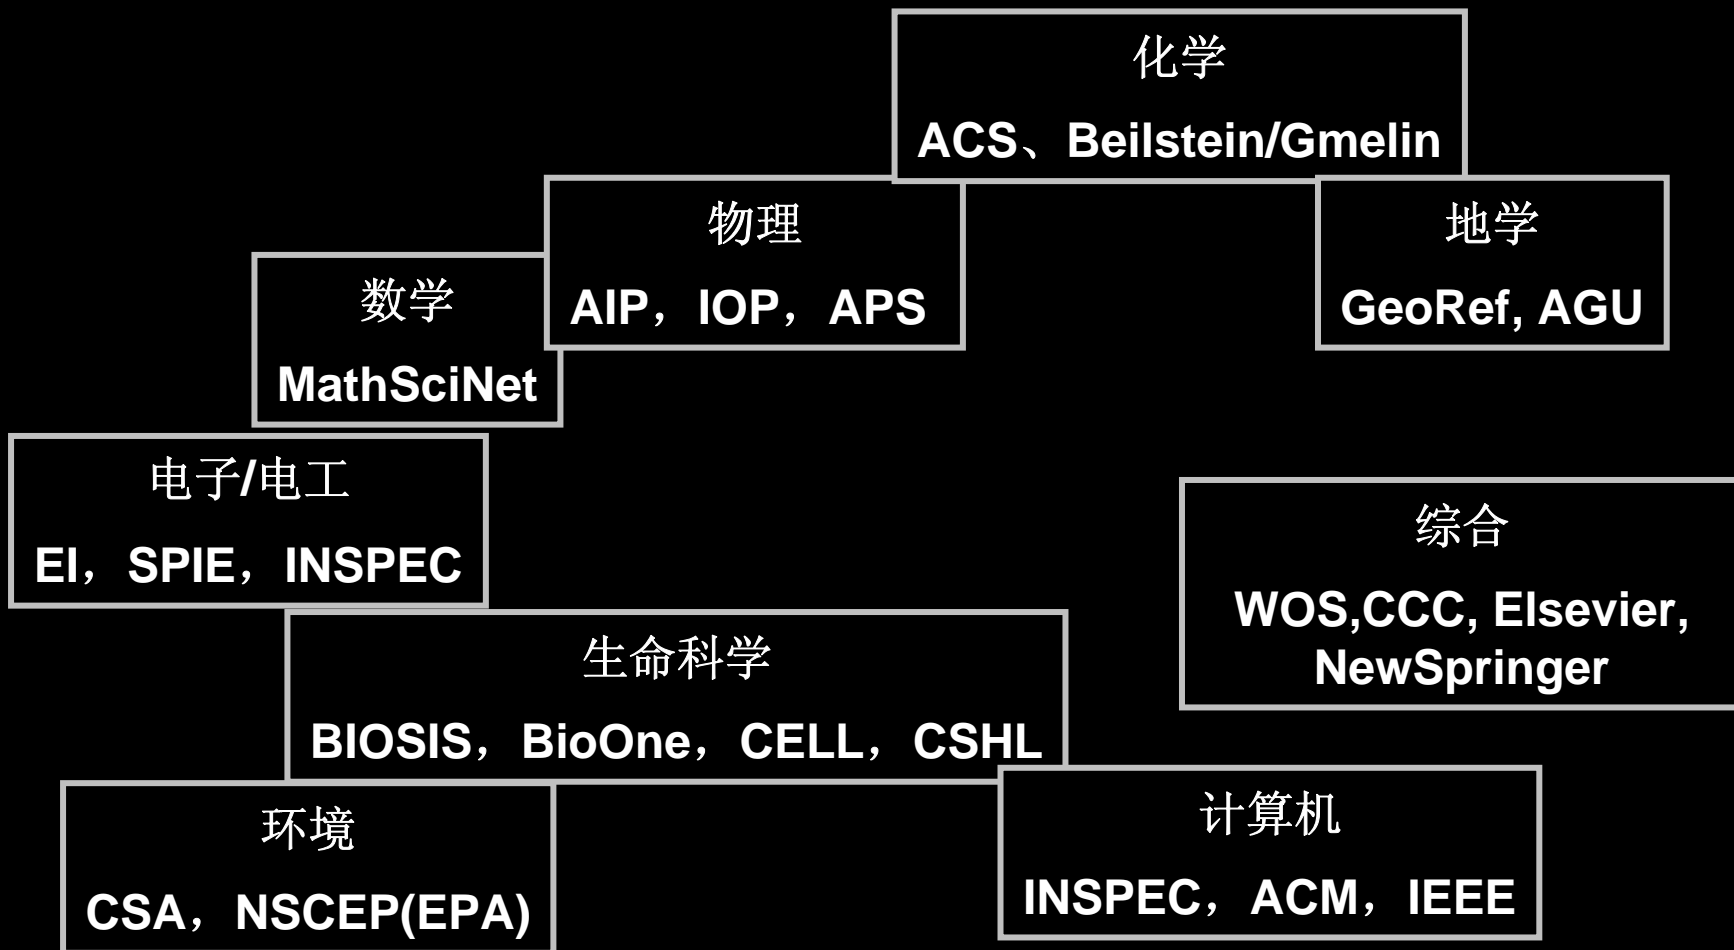 化学
ACS、Beilstein/Gmelin
物理
AIP，IOP，APS
地学
GeoRef, AGU
数学
MathSciNet
电子/电工
EI，SPIE，INSPEC
综合
WOS,CCC, Elsevier,
NewSpringer
生命科学
BIOSIS，BioOne，CELL，CSHL
环境
CSA，NSCEP(EPA)
计算机
INSPEC，ACM，IEEE